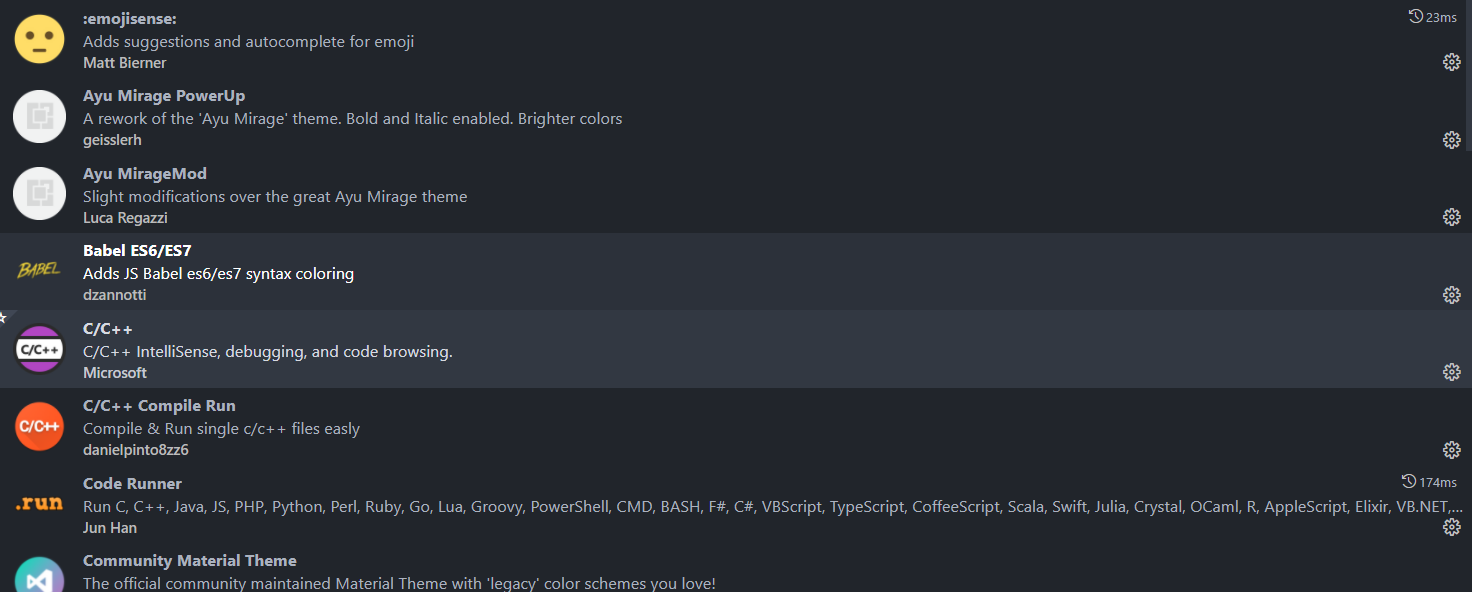 :emojisense:
23ms
Adds suggestions and autocomplete for emoji
Matt Bierner
Ayu Mirage PowerUp
A rework of the 'Ayu Mirage' theme. Bold and Italic enabled. Brighter colors
geisslerh
Ayu MirageMod
Slight modifications over the great Ayu Mirage theme
Luca Regazzi
BABEL
Babel ES6/ES7
Adds JS Babel es6/es7 syntax coloring
dzannotti
C/C++
C/C++
C/C++ IntelliSense, debugging, and code browsing.
Microsoft
C/C++
C/C++ Compile Run
Compile & Run single c/c++ files easly
danielpinto8zz6
.run
Code Runner
174ms
Run C, C++, Java, JS, PHP, Python, Perl, Ruby, Go, Lua, Groovy, PowerShell, CMD, BASH, F#, C#, VBScript, TypeScript, CoffeeScript, Scala, Swift, Julia, Crystal, OCaml, R, AppleScript, Elixir, VB.NET,...
Jun Han
Community Material Theme
The official community maintained Material Theme with 'legacy' color schemes you love!